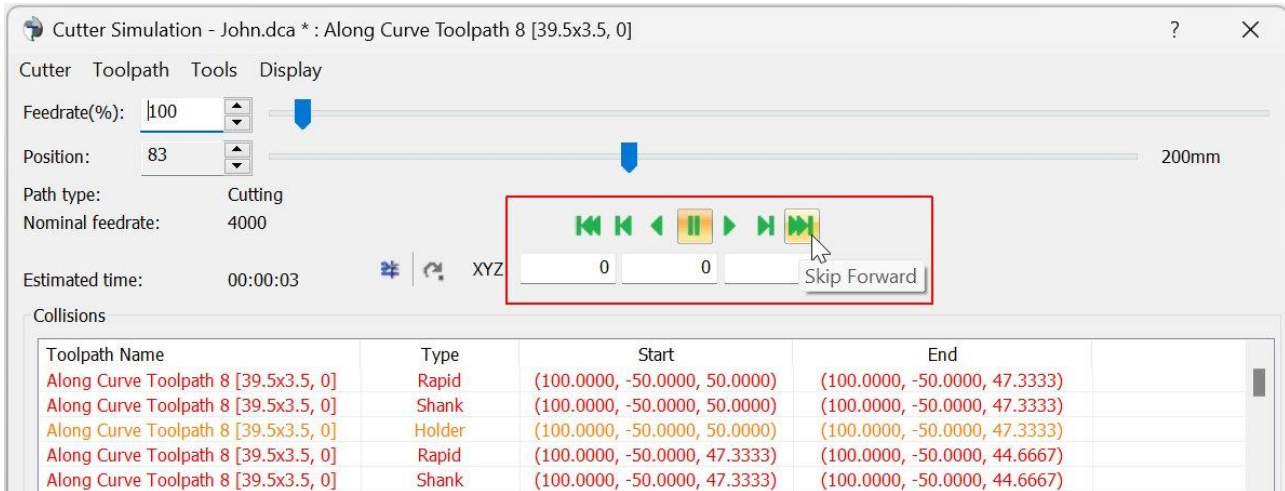 Cutter Simulation - John.dca * : Along Curve Toolpath 8 [39.5x3.5, 0] ?
Cutter Toolpath Tools Display
Feedrate(%): 100
Position: 83 200mm
Path type: Cutting
Nominal feedrate: 4000
Estimated time: 00:00:03 XYZ 0 0
Skip Forward
Collisions
Toolpath Name Type Start End
Along Curve Toolpath 8 [39.5x3.5, 0] Rapid (100.0000, -50.0000, 50.0000) (100.0000, -50.0000, 47.3333)
Along Curve Toolpath 8 [39.5x3.5, 0] Shank (100.0000, -50.0000, 50.0000) (100.0000, -50.0000, 47.3333)
Along Curve Toolpath 8 [39.5x3.5, 0] Holder (100.0000, -50.0000, 50.0000) (100.0000, -50.0000, 47.3333)
Along Curve Toolpath 8 [39.5x3.5, 0] Rapid (100.0000, -50.0000, 47.3333) (100.0000, -50.0000, 44.6667)
Along Curve Toolpath 8 [39.5x3.5, 0] Shank (100.0000, -50.0000, 47.3333) (100.0000, -50.0000, 44.6667)